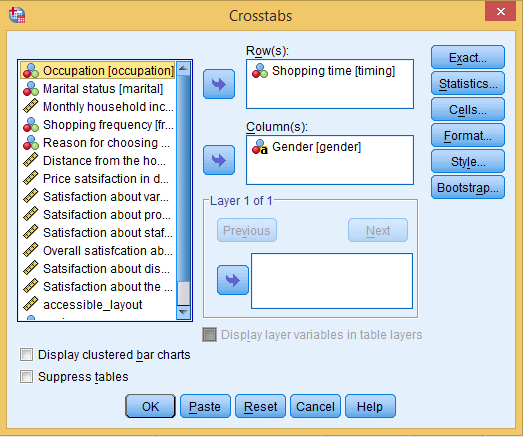 Crosstabs
Occupation [occupation]
Marital status [marital]
Monthly household inc...
Shopping frequency [fr...
Reason for choosing ...
Distance from the ho...
Price satsifaction in d...
Satsifaction about var...
Satsifaction about pro...
Satsifaction about staf...
Overall satisfcation ab...
Satsifaction about dis...
Satsifaction about the ...
accessible_layout
Row(s):
Shopping time [timing]
Column(s):
Gender [gender]
Layer 1 of 1
Previous
Next
Display layer variables in table layers
Exact...
Statistics...
Cells...
Format...
Style...
Bootstrap...
Display clustered bar charts
Suppress tables
OK
Paste
Reset
Cancel
Help